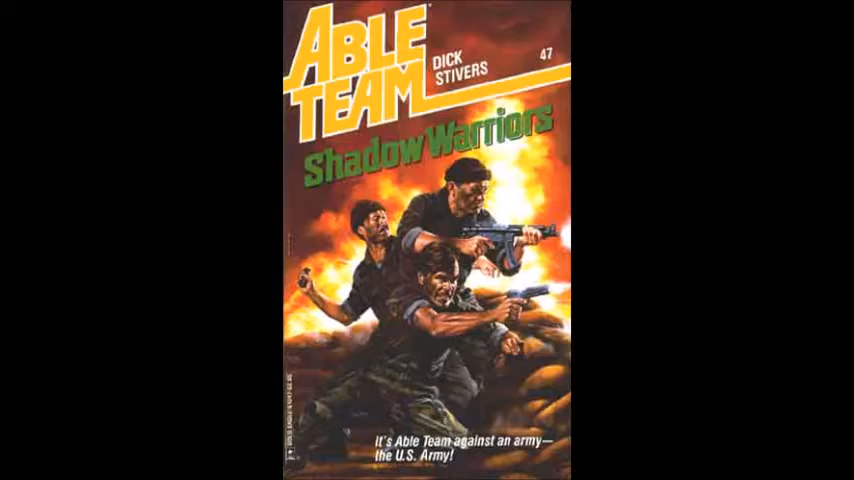 ABLE
TEAM
DICK
STIVERS
47
Shadow Warriors
It's Able Team against an army—
the U.S. Army!